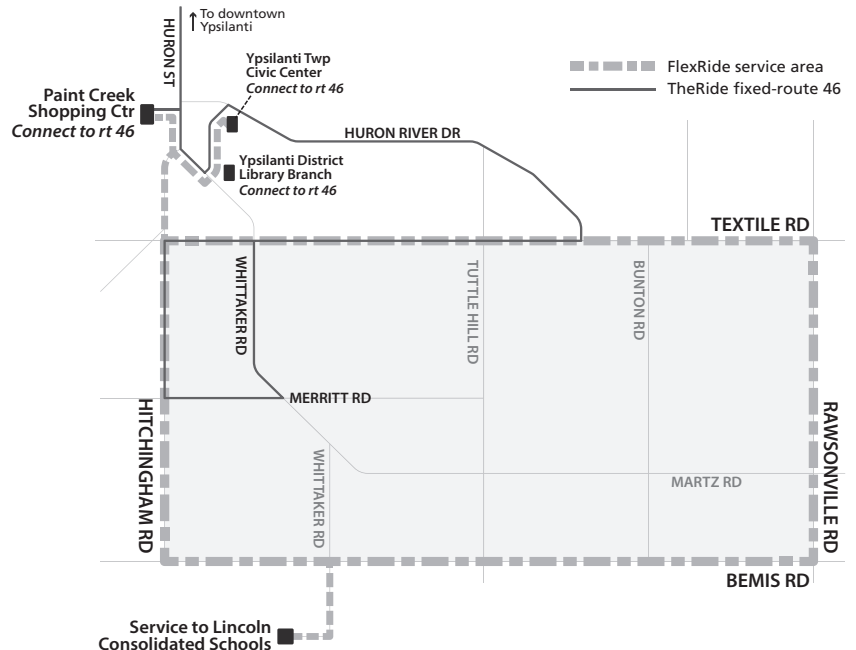 To downtown
Ypsilanti
HURON ST
Ypsilanti Twp
Civic Center
Connect to rt 46
FlexRide service area
TheRide fixed-route 46
Paint Creek
Shopping Ctr
Connect to rt 46
HURON RIVER DR
Ypsilanti District
Library Branch
Connect to rt 46
TEXTILE RD
WHITTAKER RD
TUTTLE HILL RD
BUNTON RD
MERRITT RD
HITCHINGHAM RD
RAWSONVILLE RD
WHITTAKER RD
MARTZ RD
BEMIS RD
Service to Lincoln
Consolidated Schools